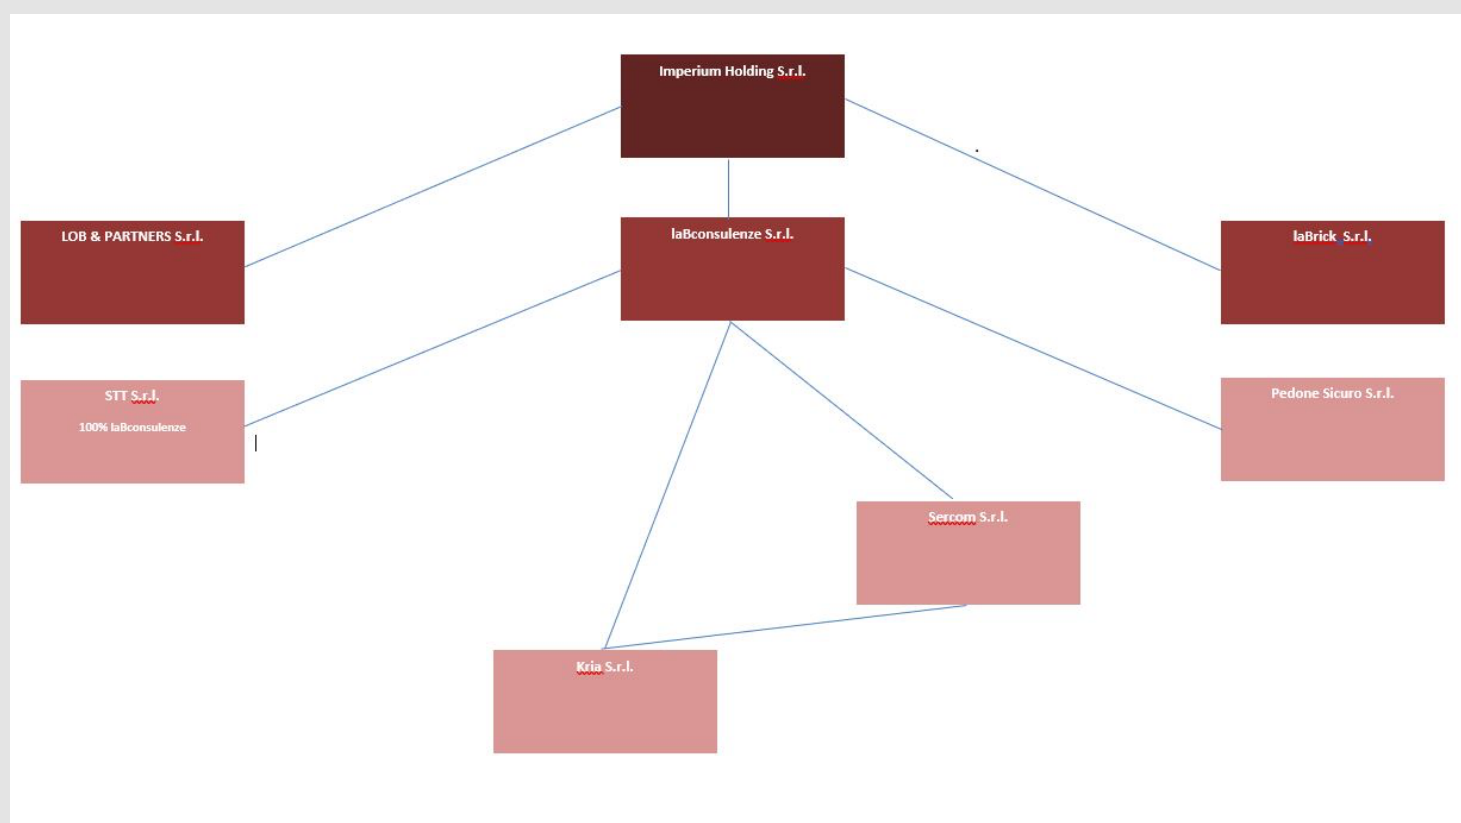 Imperium Holding S.r.l.
LOB & PARTNERS S.r.l.
laBconsulenze S.r.l.
laBrick  S.r.l.
STT S.r.l.
100% laBconsulenze
Pedone Sicuro S.r.l.
Sercom S.r.l.
Kria S.r.l.